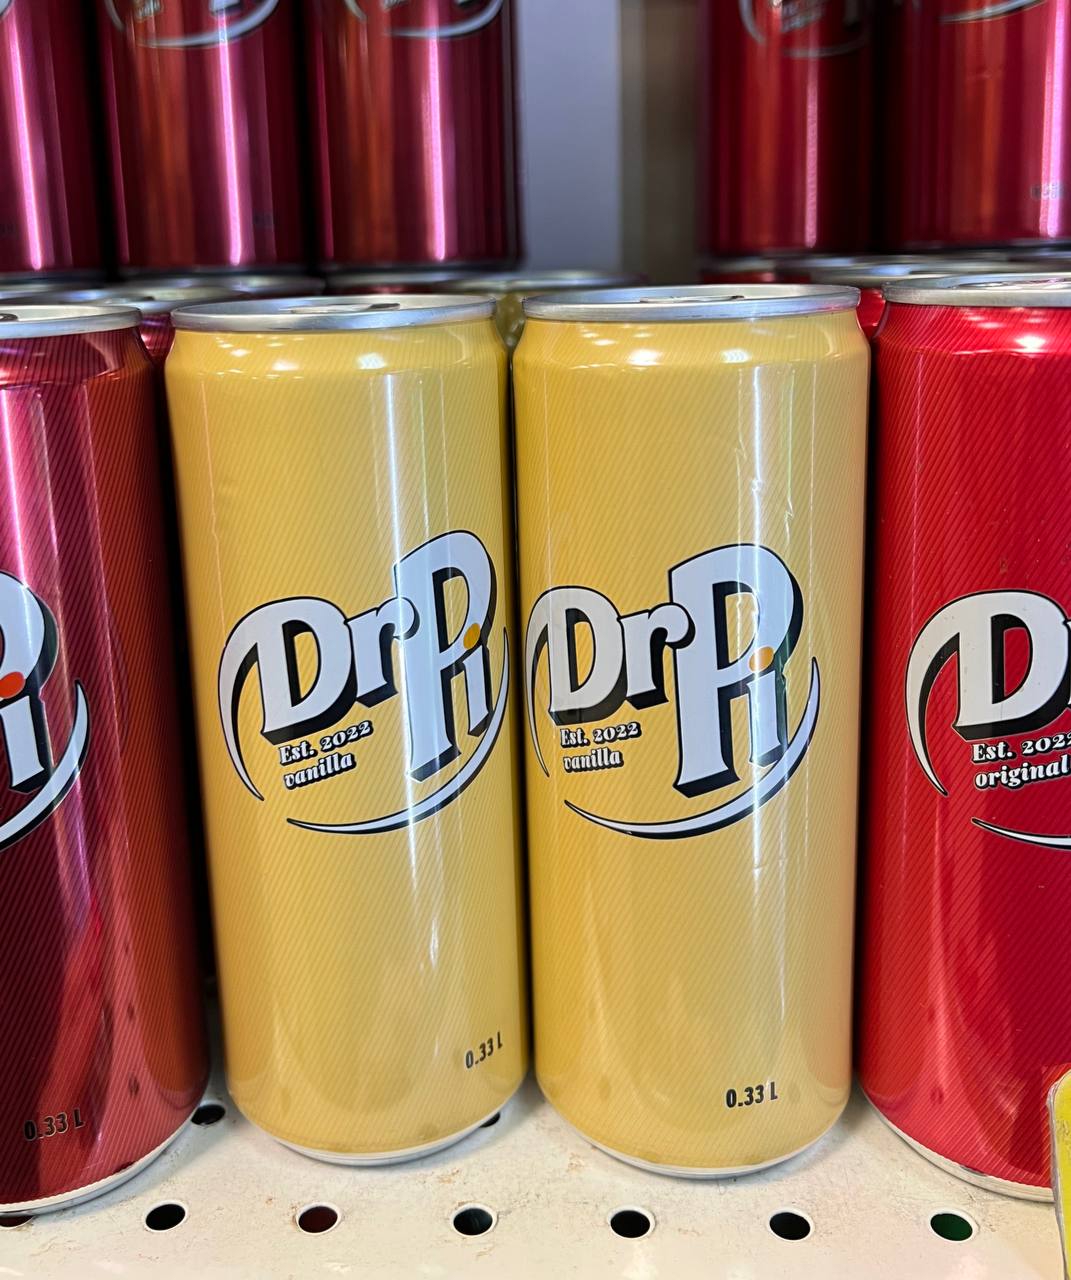 Dr Pi
Est. 2022
vanilla
0.33 L
Dr Pi
Est. 2022
vanilla
0.33 L
Est. 2022
original
i
0.33 L